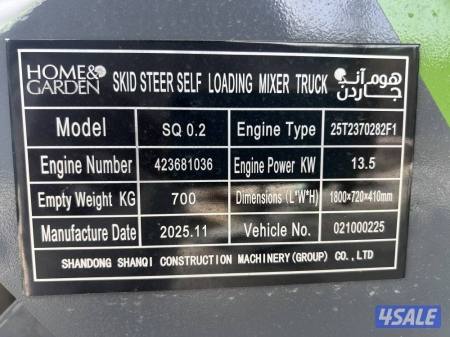 HOME& GARDEN SKID STEER SELF LOADING MIXER TRUCK هوم آند جاردن
Model SQ 0.2 Engine Type 25T2370282F1
Engine Number 423681036 Engine Power KW 13.5
Empty Weight KG 700 Dimensions (L*W*H) 1800×720×410mm
Manufacture Date 2025.11 Vehicle No. 021000225
SHANDONG SHANQI CONSTRUCTION MACHINERY(GROUP) CO.,LTD
4SALE